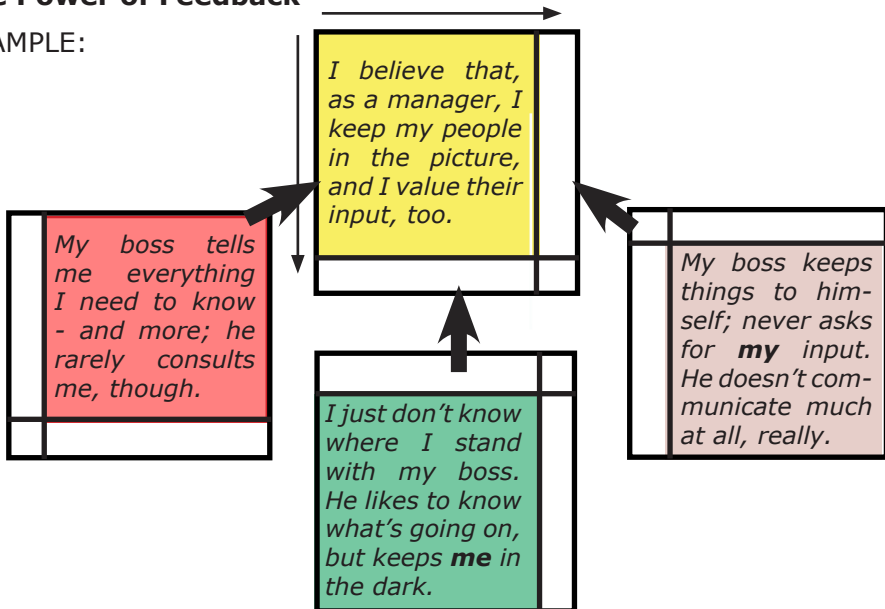 e Power of Feedback
AMPLE:
I believe that,
as a manager, I
keep my people
in the picture,
and I value their
input, too.
My boss tells
me everything
I need to know
- and more; he
rarely consults
me, though.
My boss keeps
things to him-
self; never asks
for my input.
He doesn't com-
municate much
at all, really.
I just don't know
where I stand
with my boss.
He likes to know
what's going on,
but keeps me in
the dark.